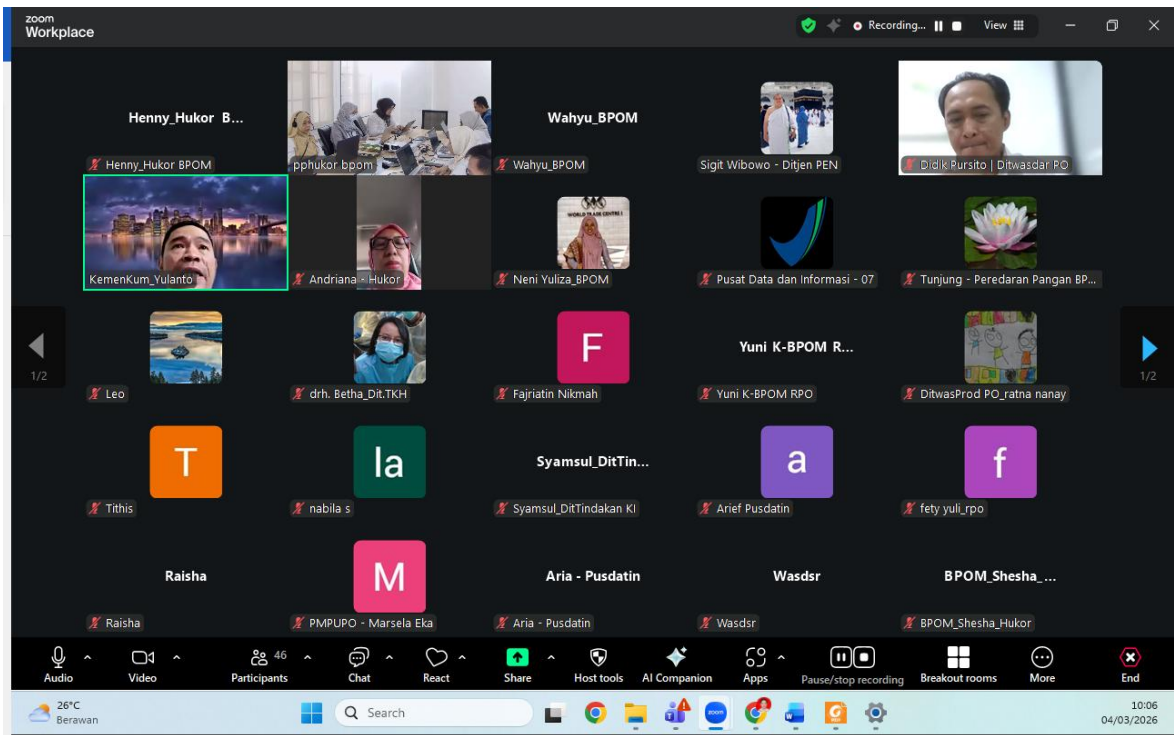 zoom
Workplace
Recording...
View
Henny_Hukor B...
Henny_Hukor BPOM
pphukor bpom
Wahyu_BPOM
Wahyu_BPOM
Sigit Wibowo - Ditjen PEN
Didik Pursito | Ditwasdar PO
KemenKum_Yulanto
Andriana - Hukor
WORLD TRADE CENTRE
Neni Yuliza_BPOM
Pusat Data dan Informasi - 07
Tunjung - Peredaran Pangan BP...
1/2
1/2
Leo
drh. Betha_Dit.TKH
F
Fajriatin Nikmah
Yuni K-BPOM R...
Yuni K-BPOM RPO
DitwasProd PO_ratna nanay
T
Tithis
la
nabila s
Syamsul_DitTin...
Syamsul_DitTindakan KI
a
Arief Pusdatin
f
fety yuli_rpo
Raisha
Raisha
M
PMPUPO - Marsela Eka
Aria - Pusdatin
Aria - Pusdatin
Wasdsr
Wasdsr
BPOM_Shesha_...
BPOM_Shesha_Hukor
46
Audio Video Participants Chat React Share Host tools AI Companion Apps Pause/stop recording Breakout rooms More End
26°C
Berawan
Search
zoom
10:06
04/03/2026